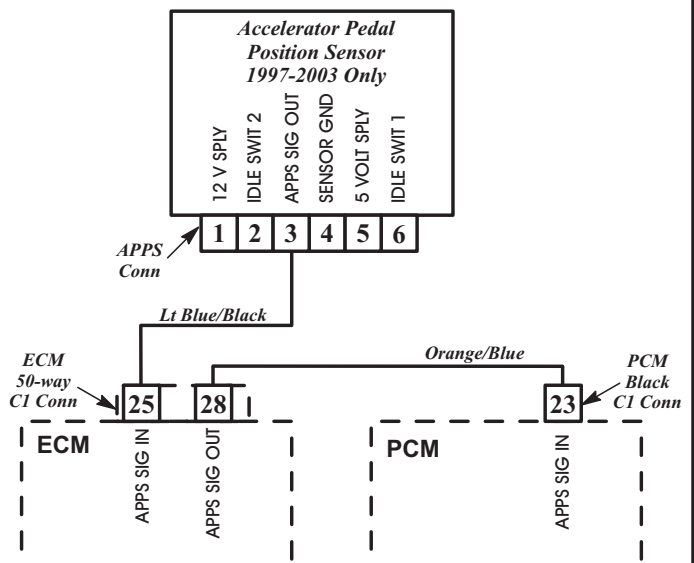 Accelerator Pedal
Position Sensor
1997-2003 Only
12 V SPLY
IDLE SWIT 2
APPS SIG OUT
SENSOR GND
5 VOLT SPLY
IDLE SWIT 1
1 2 3 4 5 6
APPS
Conn
Lt Blue/Black
Orange/Blue
ECM
50-way
C1 Conn
PCM
Black
C1 Conn
25 28 23
ECM
APPS SIG IN
APPS SIG OUT
PCM
APPS SIG IN